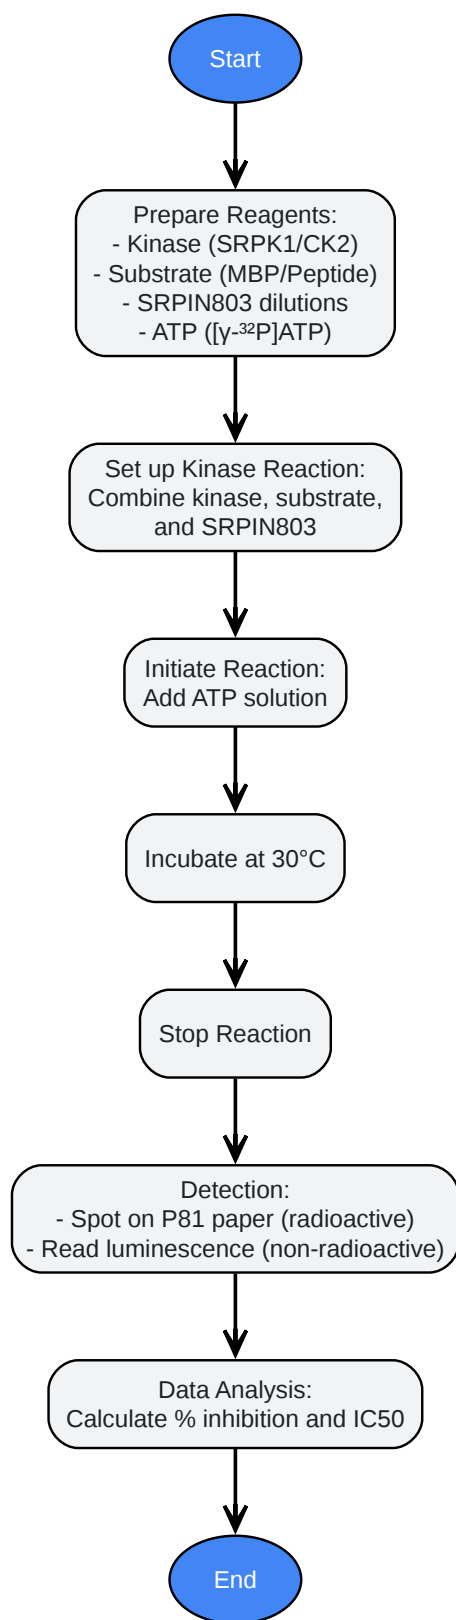 Start
Prepare Reagents:
- Kinase (SRPK1/CK2)
- Substrate (MBP/Peptide)
- SRPIN803 dilutions
- ATP ([γ-³²P]ATP)
Set up Kinase Reaction:
Combine kinase, substrate,
and SRPIN803
Initiate Reaction:
Add ATP solution
Incubate at 30°C
Stop Reaction
Detection:
- Spot on P81 paper (radioactive)
- Read luminescence (non-radioactive)
Data Analysis:
Calculate % inhibition and IC50
End